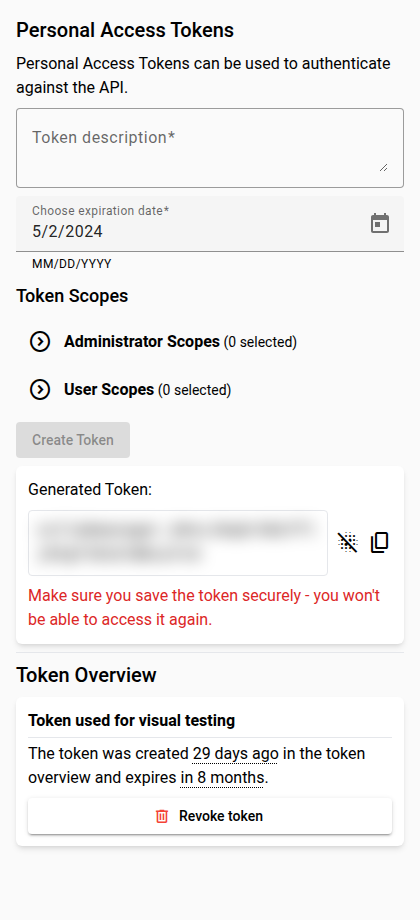 Personal Access Tokens
Personal Access Tokens can be used to authenticate
against the API.
Token description*
Choose expiration date*
5/2/2024
MM/DD/YYYY
Token Scopes
Administrator Scopes (0 selected)
User Scopes (0 selected)
Create Token
Generated Token:
Make sure you save the token securely - you won't
be able to access it again.
Token Overview
Token used for visual testing
The token was created 29 days ago in the token
overview and expires in 8 months.
Revoke token